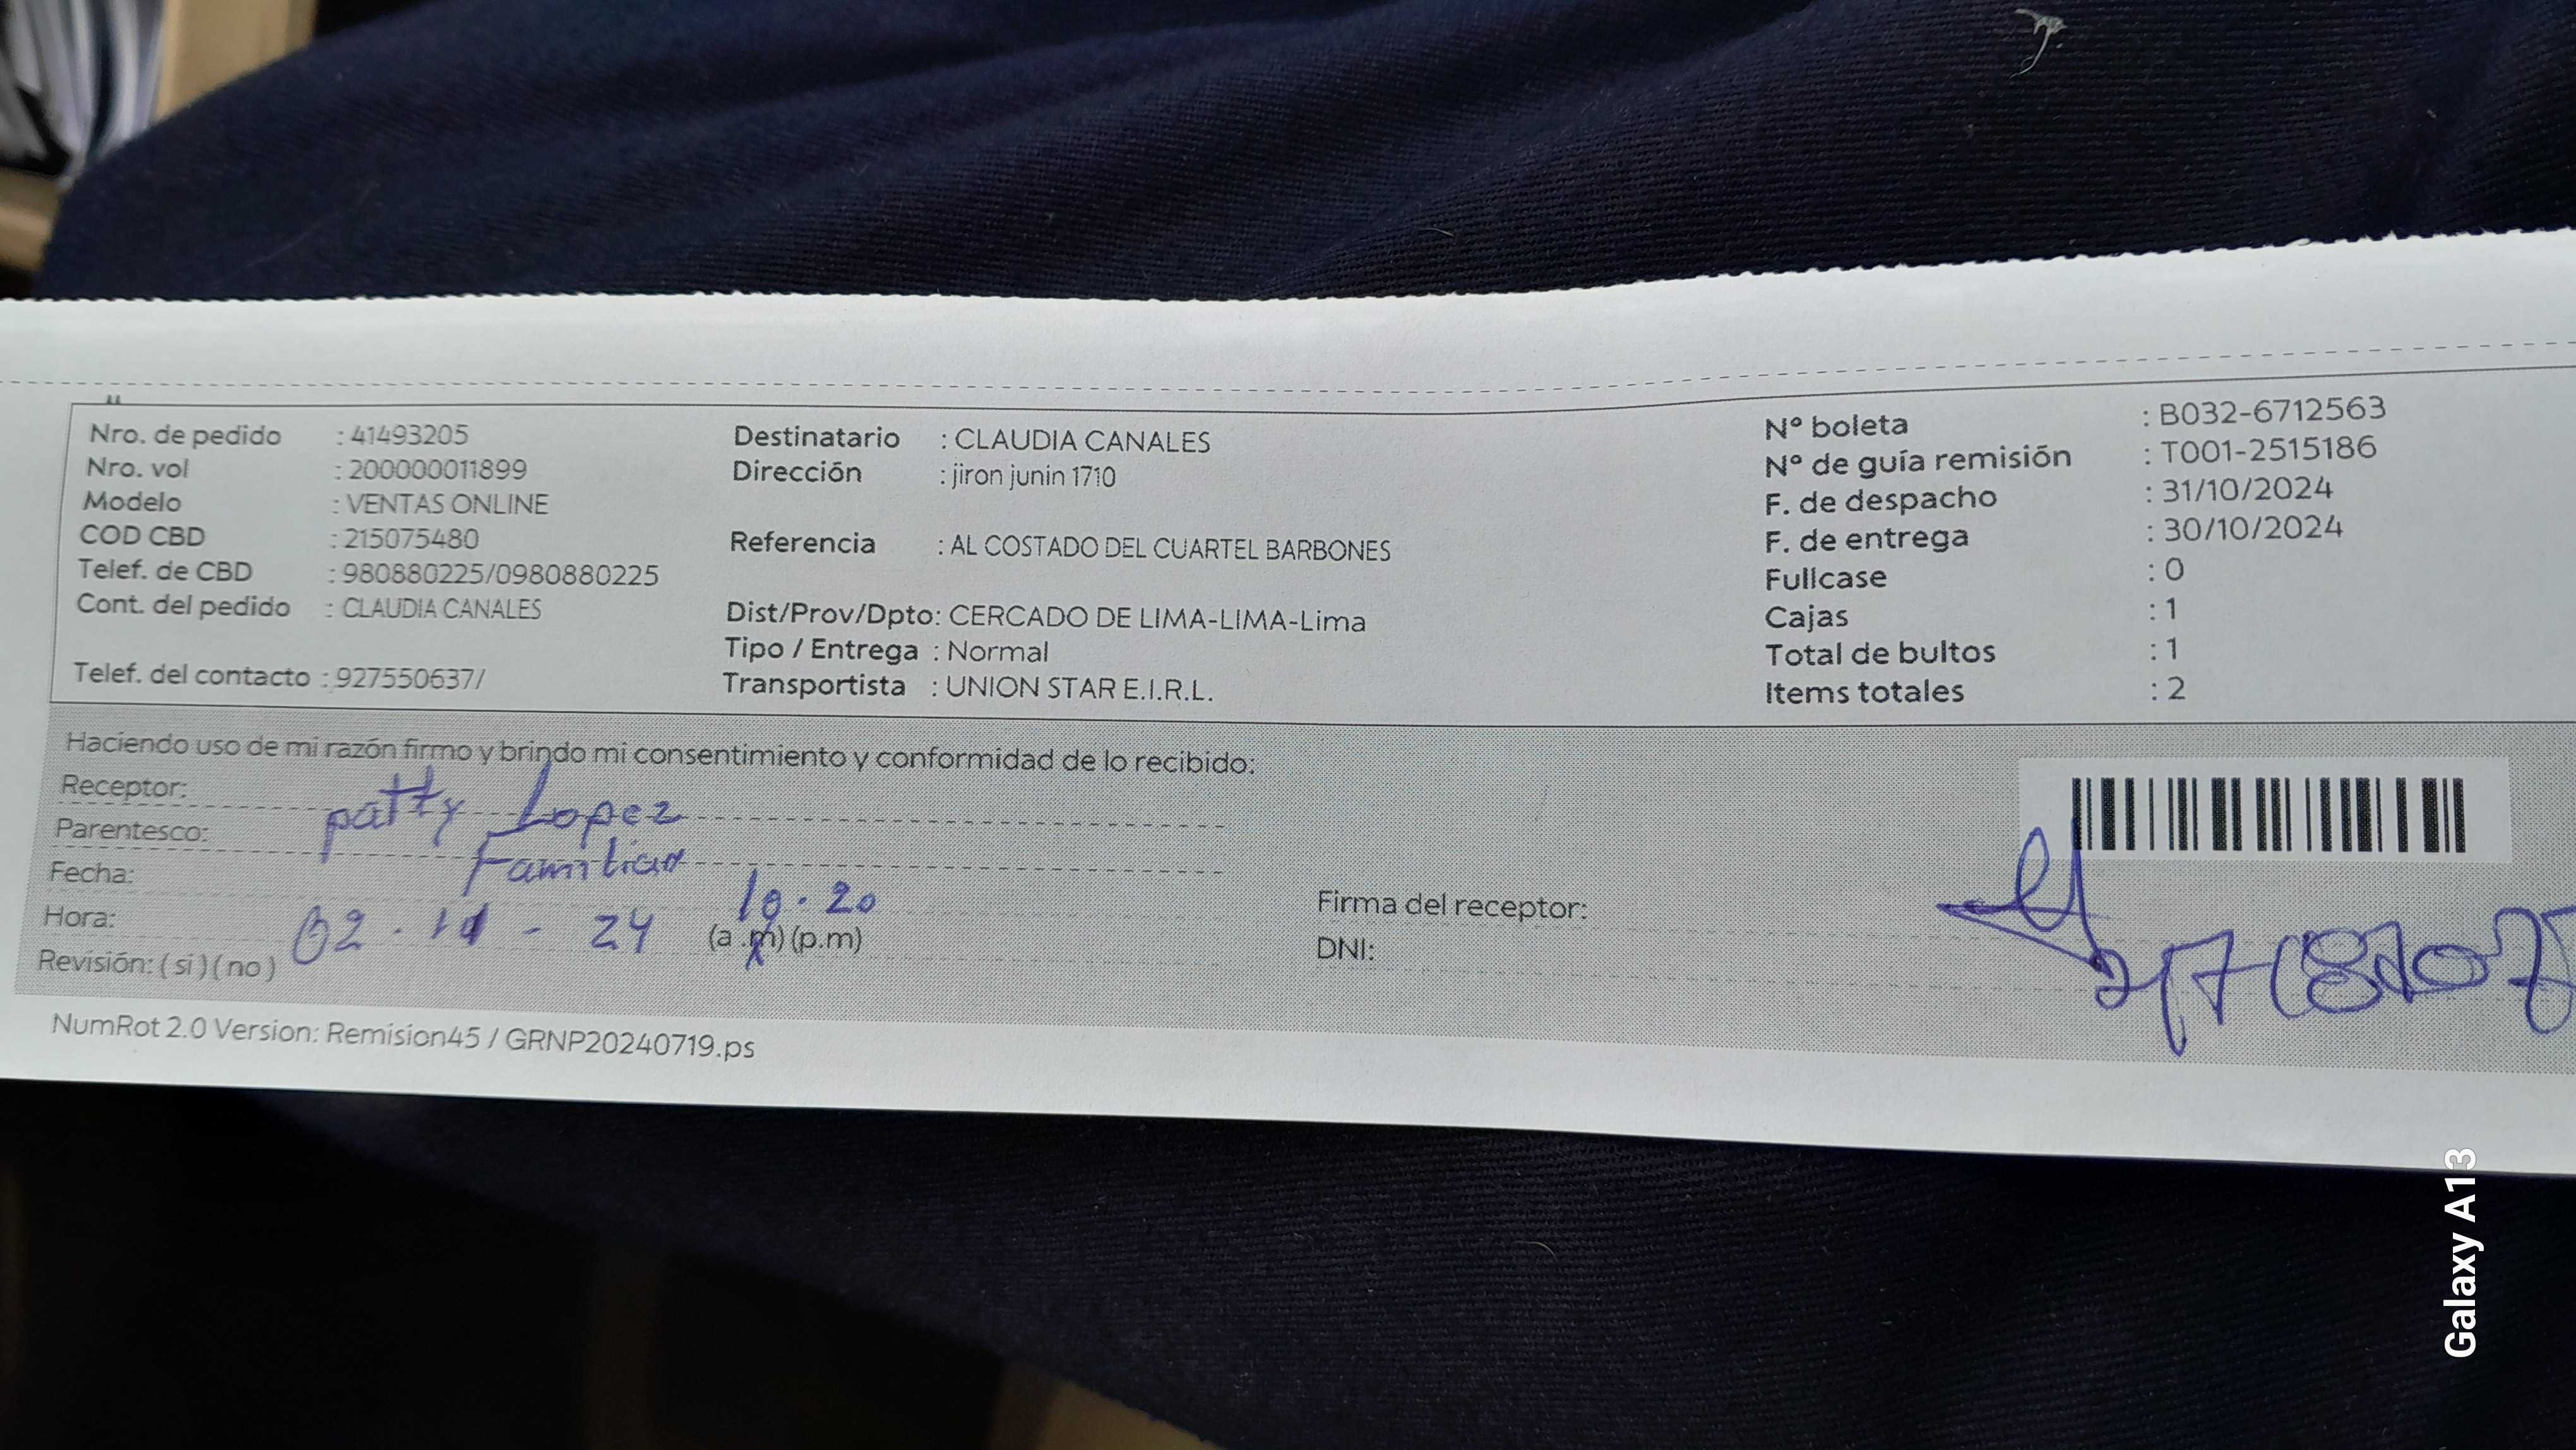 Nro. de pedido : 41493205
Nro. vol : 200000011899
Modelo : VENTAS ONLINE
COD CBD : 215075480
Telef. de CBD : 980880225/0980880225
Cont. del pedido : CLAUDIA CANALES
Telef. del contacto : 927550637/
Destinatario : CLAUDIA CANALES
Dirección : jiron junin 1710
Referencia : AL COSTADO DEL CUARTEL BARBONES
Dist/Prov/Dpto: CERCADO DE LIMA-LIMA-Lima
Tipo / Entrega : Normal
Transportista : UNION STAR E.I.R.L.
N° boleta : B032-6712563
N° de guía remisión : T001-2515186
F. de despacho : 31/10/2024
F. de entrega : 30/10/2024
Fullcase : 0
Cajas : 1
Total de bultos : 1
Items totales : 2
Haciendo uso de mi razón firmo y brindo mi consentimiento y conformidad de lo recibido:
Receptor: patty Lopez
Parentesco: Familiar
Fecha: 02 . 11 - 24
Hora: 10.20 (a .m) (p.m)
Revisión: ( si ) ( no )
Firma del receptor:
DNI:
NumRot 2.0 Version: Remision45 / GRNP20240719.ps
Galaxy A13